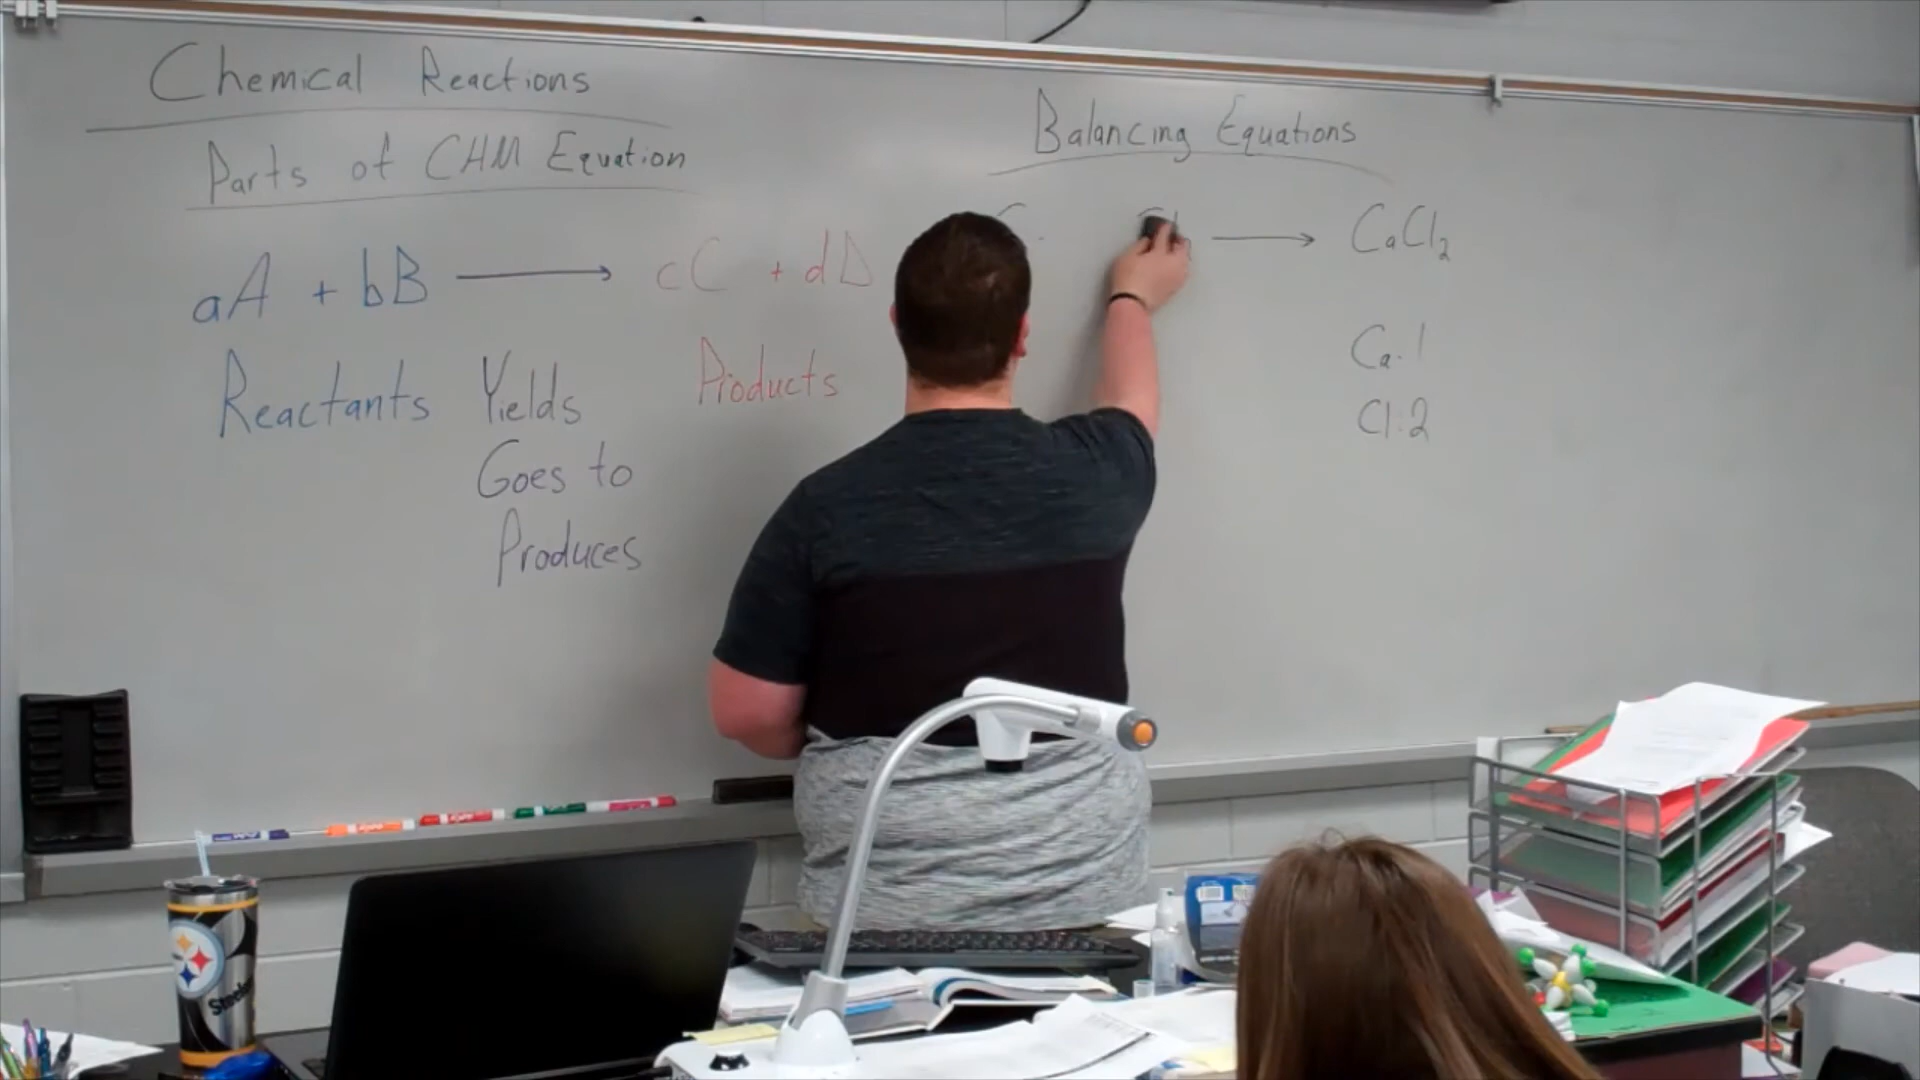 Chemical Reactions
Parts of CHM Equation
aA + bB ⟶ cC + dD
Reactants Yields Products
Goes to
Produces
Balancing Equations
⟶ CaCl₂
Ca:1
Cl:2
Steelers